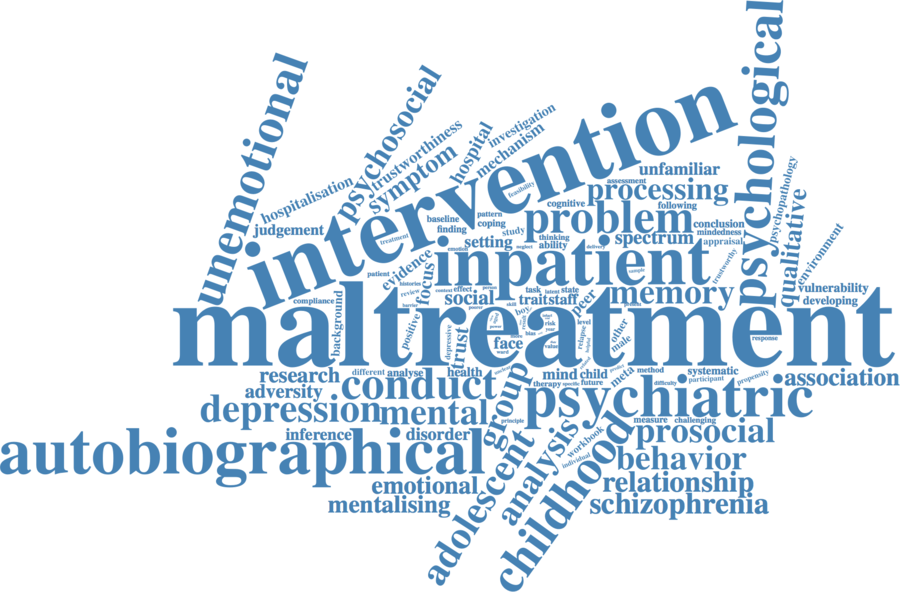 unemotional
psychosocial
trustworthiness
symptom
hospital
investigation
mechanism
intervention
psychological
hospitalisation
judgement
unfamiliar
assessment
processing
feasibility
cognitive
following
psychopathology
baseline
pattern
coping
finding
problem
conclusion
mindedness
qualitative
study
thinking
spectrum
appraisal
environment
treatment
setting
ability
delivery
emotion
neglect
evidence
inpatient
trustworthy
patient
focus
sample
histories
review
context
effect
person
task
latent
state
memory
vulnerability
developing
compliance
barrier
social
trait
staff
peer
skill
boy
background
positive
maltreatment
depressive
trust
face
ward
risk
bias
value
relapse
level
other
male
response
research
different
analyse
health
mind
child
meta
method
systematic
participant
propensity
association
adversity
conduct
group
therapy
specific
future
difficulty
psychiatric
depression
mental
principle
measure
challenging
autobiographical
inference
disorder
adolescent
analysis
workbook
individual
childhood
prosocial
behavior
emotional
relationship
mentalising
schizophrenia